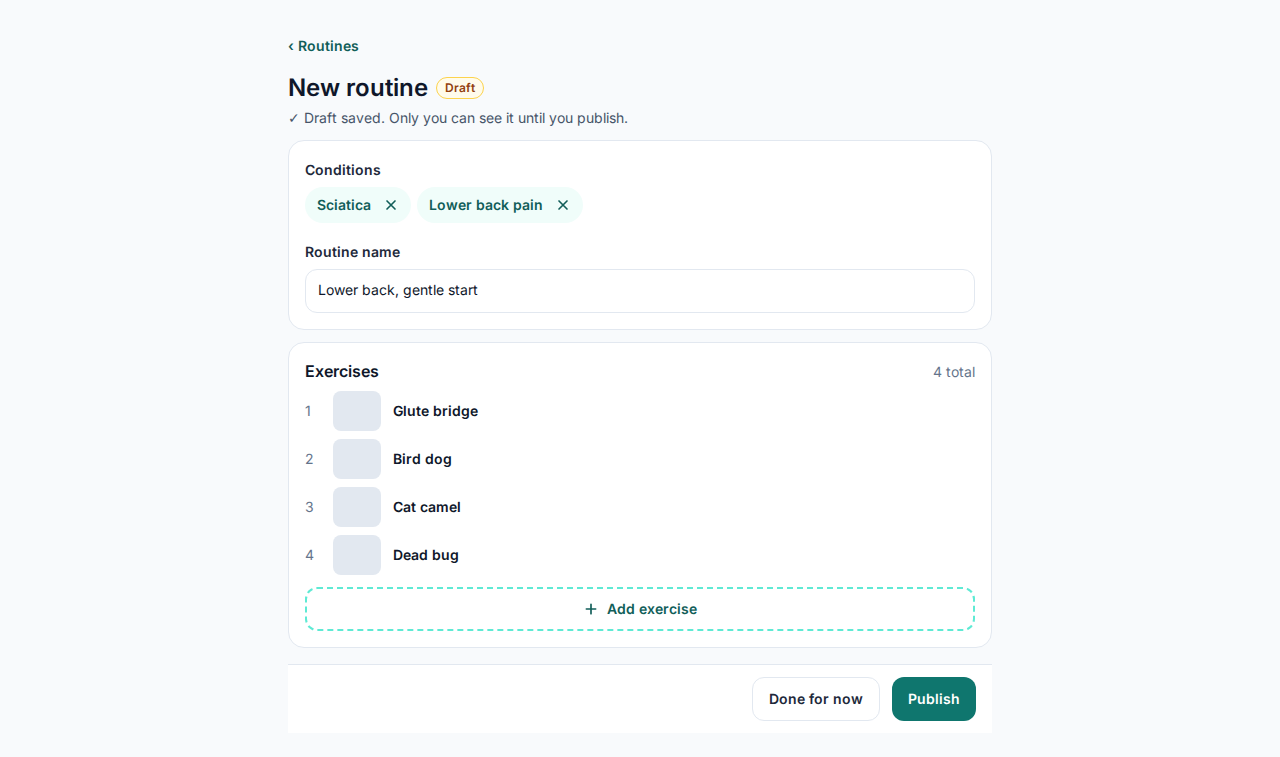 ‹ Routines
New routine Draft
✓ Draft saved. Only you can see it until you publish.
Conditions
Sciatica ✕ Lower back pain ✕
Routine name
Lower back, gentle start
Exercises 4 total
1 Glute bridge
2 Bird dog
3 Cat camel
4 Dead bug
+ Add exercise
Done for now Publish